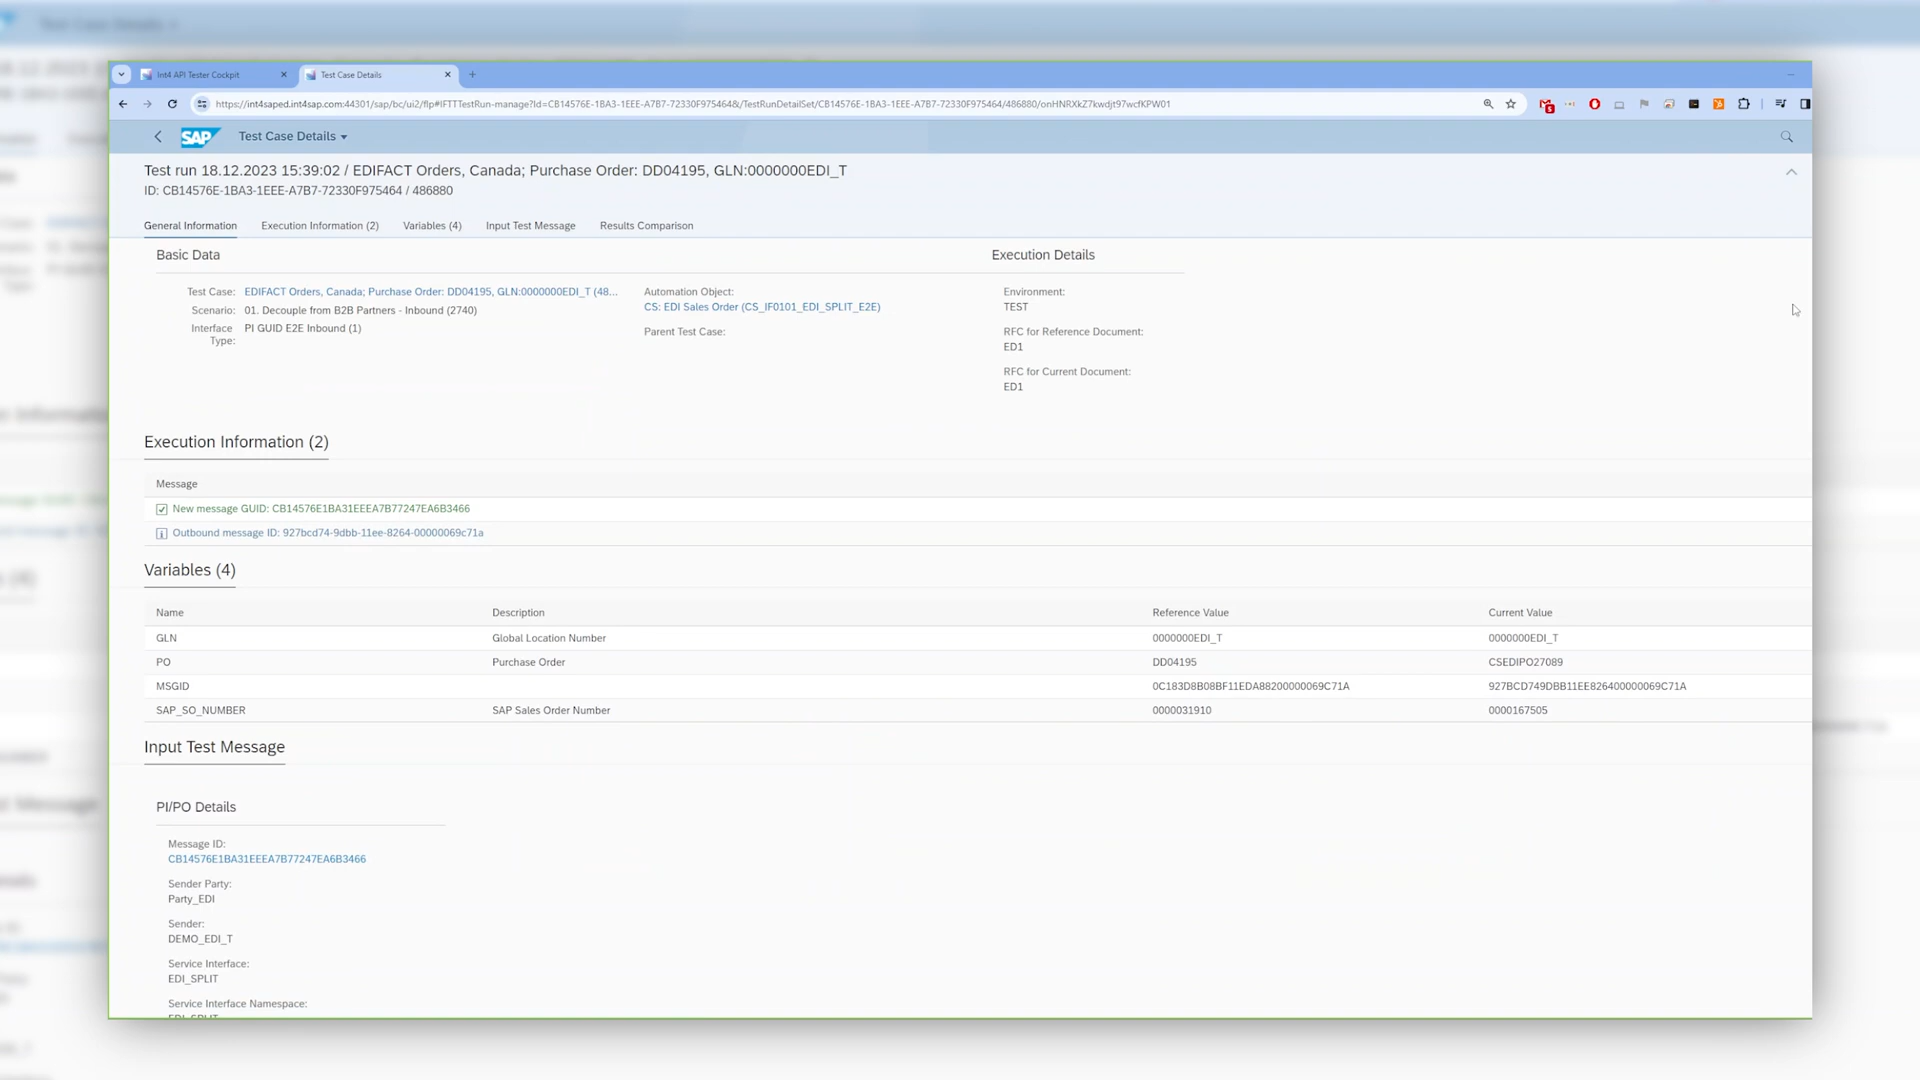 Int4 API Tester Cockpit
Test Case Details
https://int4saped.int4sap.com:44301/sap/bc/ui2/flp#IFTTTestRun-manage?Id=CB14576E-1BA3-1EEE-A7B7-72330F975464&/TestRunDetailSet/CB14576E-1BA3-1EEE-A7B7-72330F975464/486880/onHNRXkZ7kwdjt97wcfKPW01
SAP Test Case Details
Test run 18.12.2023 15:39:02 / EDIFACT Orders, Canada; Purchase Order: DD04195, GLN:0000000EDI_T
ID: CB14576E-1BA3-1EEE-A7B7-72330F975464 / 486880
General Information Execution Information (2) Variables (4) Input Test Message Results Comparison
Basic Data
Test Case: EDIFACT Orders, Canada; Purchase Order: DD04195, GLN:0000000EDI_T (48...
Scenario: 01. Decouple from B2B Partners - Inbound (2740)
Interface Type: PI GUID E2E Inbound (1)
Automation Object:
CS: EDI Sales Order (CS_IF0101_EDI_SPLIT_E2E)
Parent Test Case:
Execution Details
Environment:
TEST
RFC for Reference Document:
ED1
RFC for Current Document:
ED1
Execution Information (2)
Message
New message GUID: CB14576E1BA31EEEA7B77247EA6B3466
Outbound message ID: 927bcd74-9dbb-11ee-8264-00000069c71a
Variables (4)
Name Description Reference Value Current Value
GLN Global Location Number 0000000EDI_T 0000000EDI_T
PO Purchase Order DD04195 CSEDIPO27089
MSGID 0C183D8B08BF11EDA88200000069C71A 927BCD749DBB11EE826400000069C71A
SAP_SO_NUMBER SAP Sales Order Number 0000031910 0000167505
Input Test Message
PI/PO Details
Message ID:
CB14576E1BA31EEEA7B77247EA6B3466
Sender Party:
Party_EDI
Sender:
DEMO_EDI_T
Service Interface:
EDI_SPLIT
Service Interface Namespace:
EDI_SPLIT